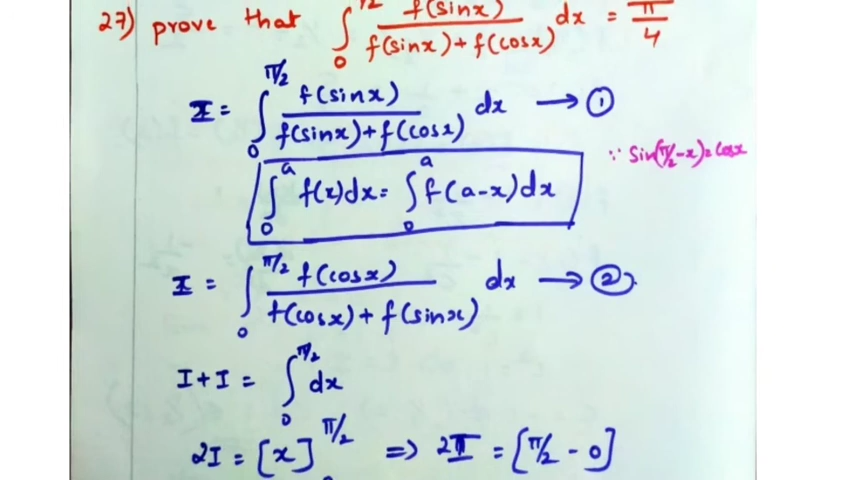 27) prove that ∫₀^π/2 f(sinx) / f(sinx) + f(cosx) dx = π/4
I = ∫₀^π/2 f(sinx) / f(sinx) + f(cosx) dx → ①
∵ Sin(π/2 - x) = cosx
∫₀^a f(x)dx = ∫₀^a f(a-x)dx
I = ∫₀^π/2 f(cosx) / f(cosx) + f(sinx) dx → ②
I + I = ∫₀^π/2 dx
2I = [x]₀^π/2 ⇒ 2I = [π/2 - 0]